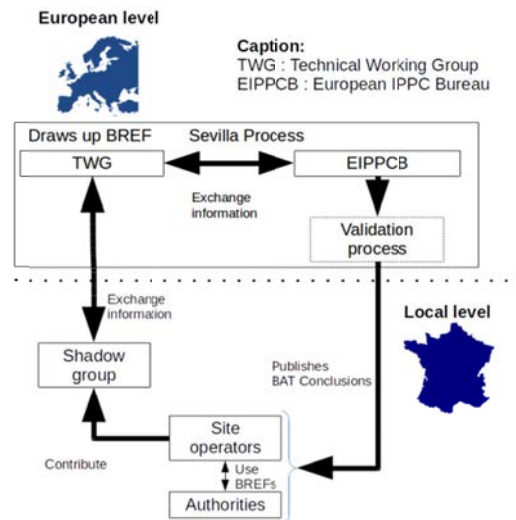 European level
Caption:
TWG : Technical Working Group
EIPPCB : European IPPC Bureau
Draws up BREF
Sevilla Process
TWG
EIPPCB
Exchange
information
Validation
process
Exchange
information
Local level
Shadow
group
Publishes
BAT Conclusions
Site
operators
Contribute
Use
BREFs
Authorities